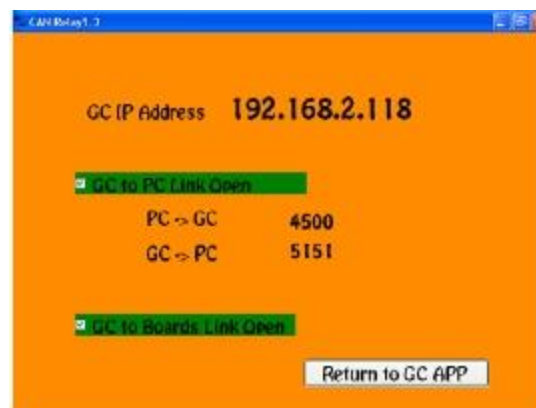 CAN Relay1.3
GC IP Address 192.168.2.118
GC to PC Link Open
PC -> GC 4500
GC -> PC 5151
GC to Boards Link Open
Return to GC APP